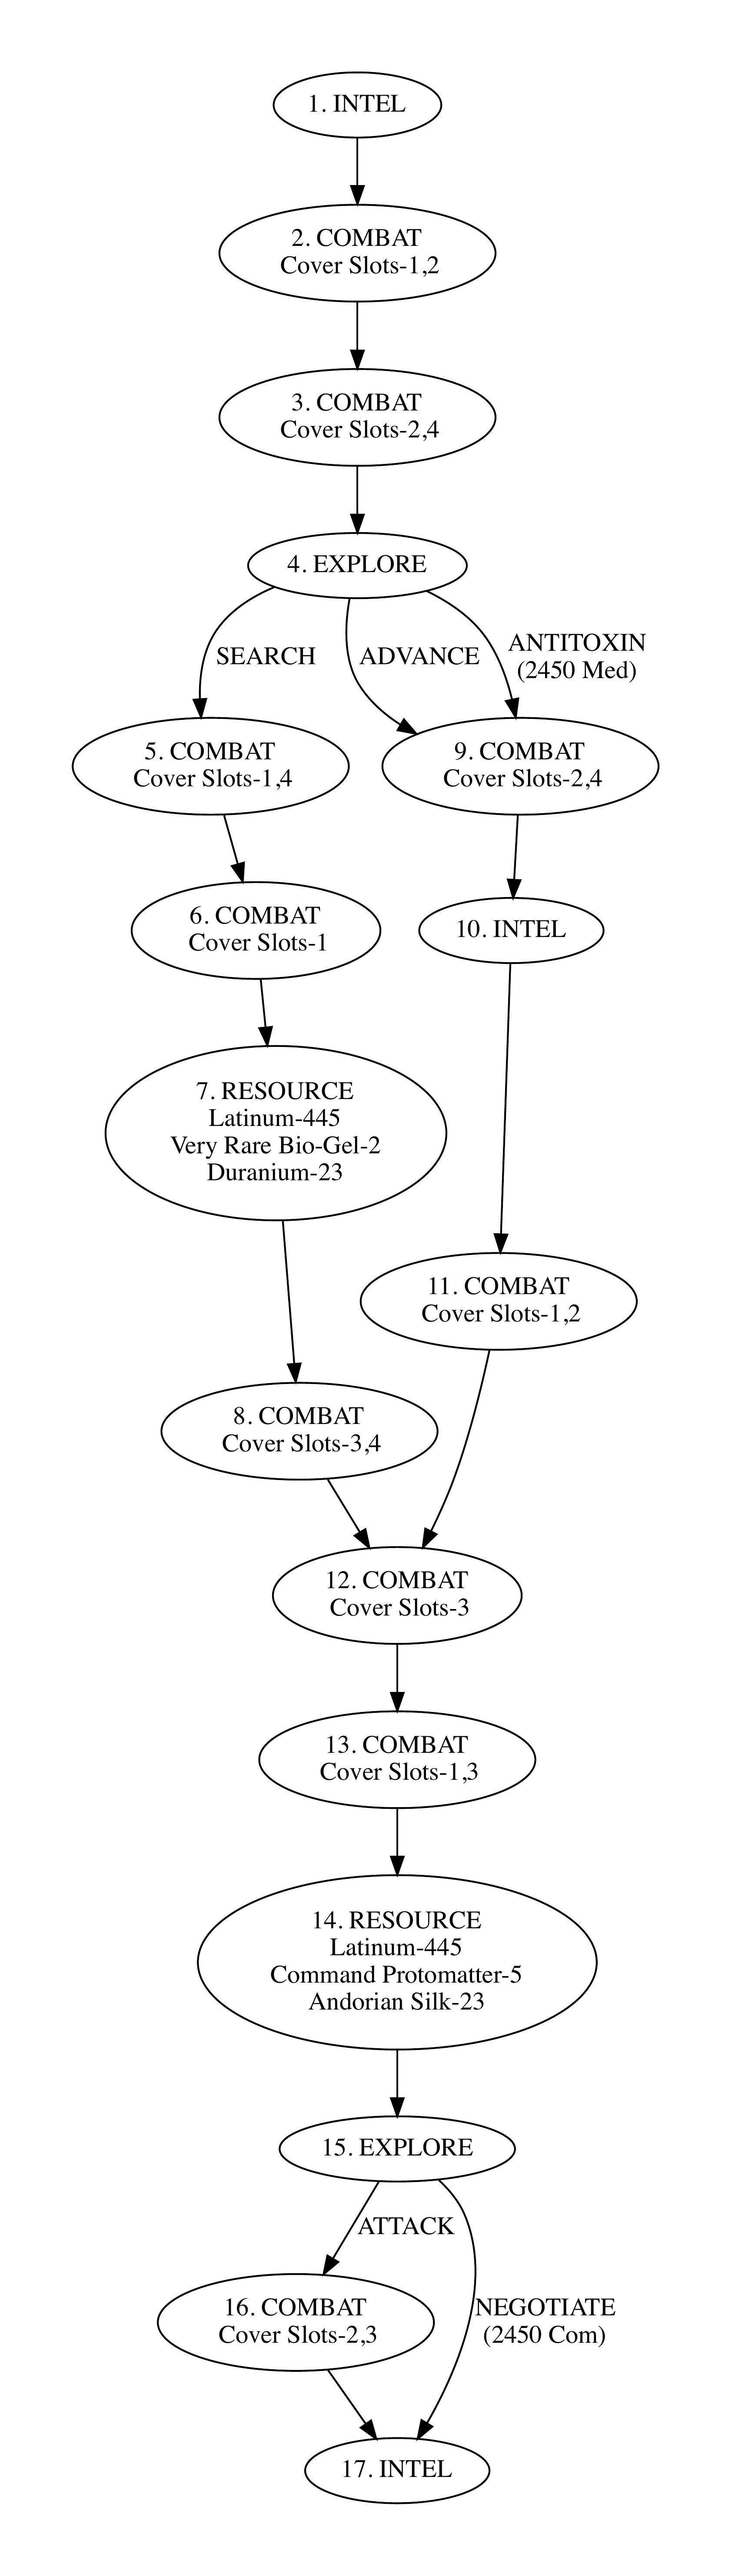 1. INTEL
2. COMBAT
Cover Slots-1,2
3. COMBAT
Cover Slots-2,4
4. EXPLORE
SEARCH
ADVANCE
ANTITOXIN
(2450 Med)
5. COMBAT
Cover Slots-1,4
9. COMBAT
Cover Slots-2,4
6. COMBAT
Cover Slots-1
10. INTEL
7. RESOURCE
Latinum-445
Very Rare Bio-Gel-2
Duranium-23
11. COMBAT
Cover Slots-1,2
8. COMBAT
Cover Slots-3,4
12. COMBAT
Cover Slots-3
13. COMBAT
Cover Slots-1,3
14. RESOURCE
Latinum-445
Command Protomatter-5
Andorian Silk-23
15. EXPLORE
ATTACK
16. COMBAT
Cover Slots-2,3
NEGOTIATE
(2450 Com)
17. INTEL